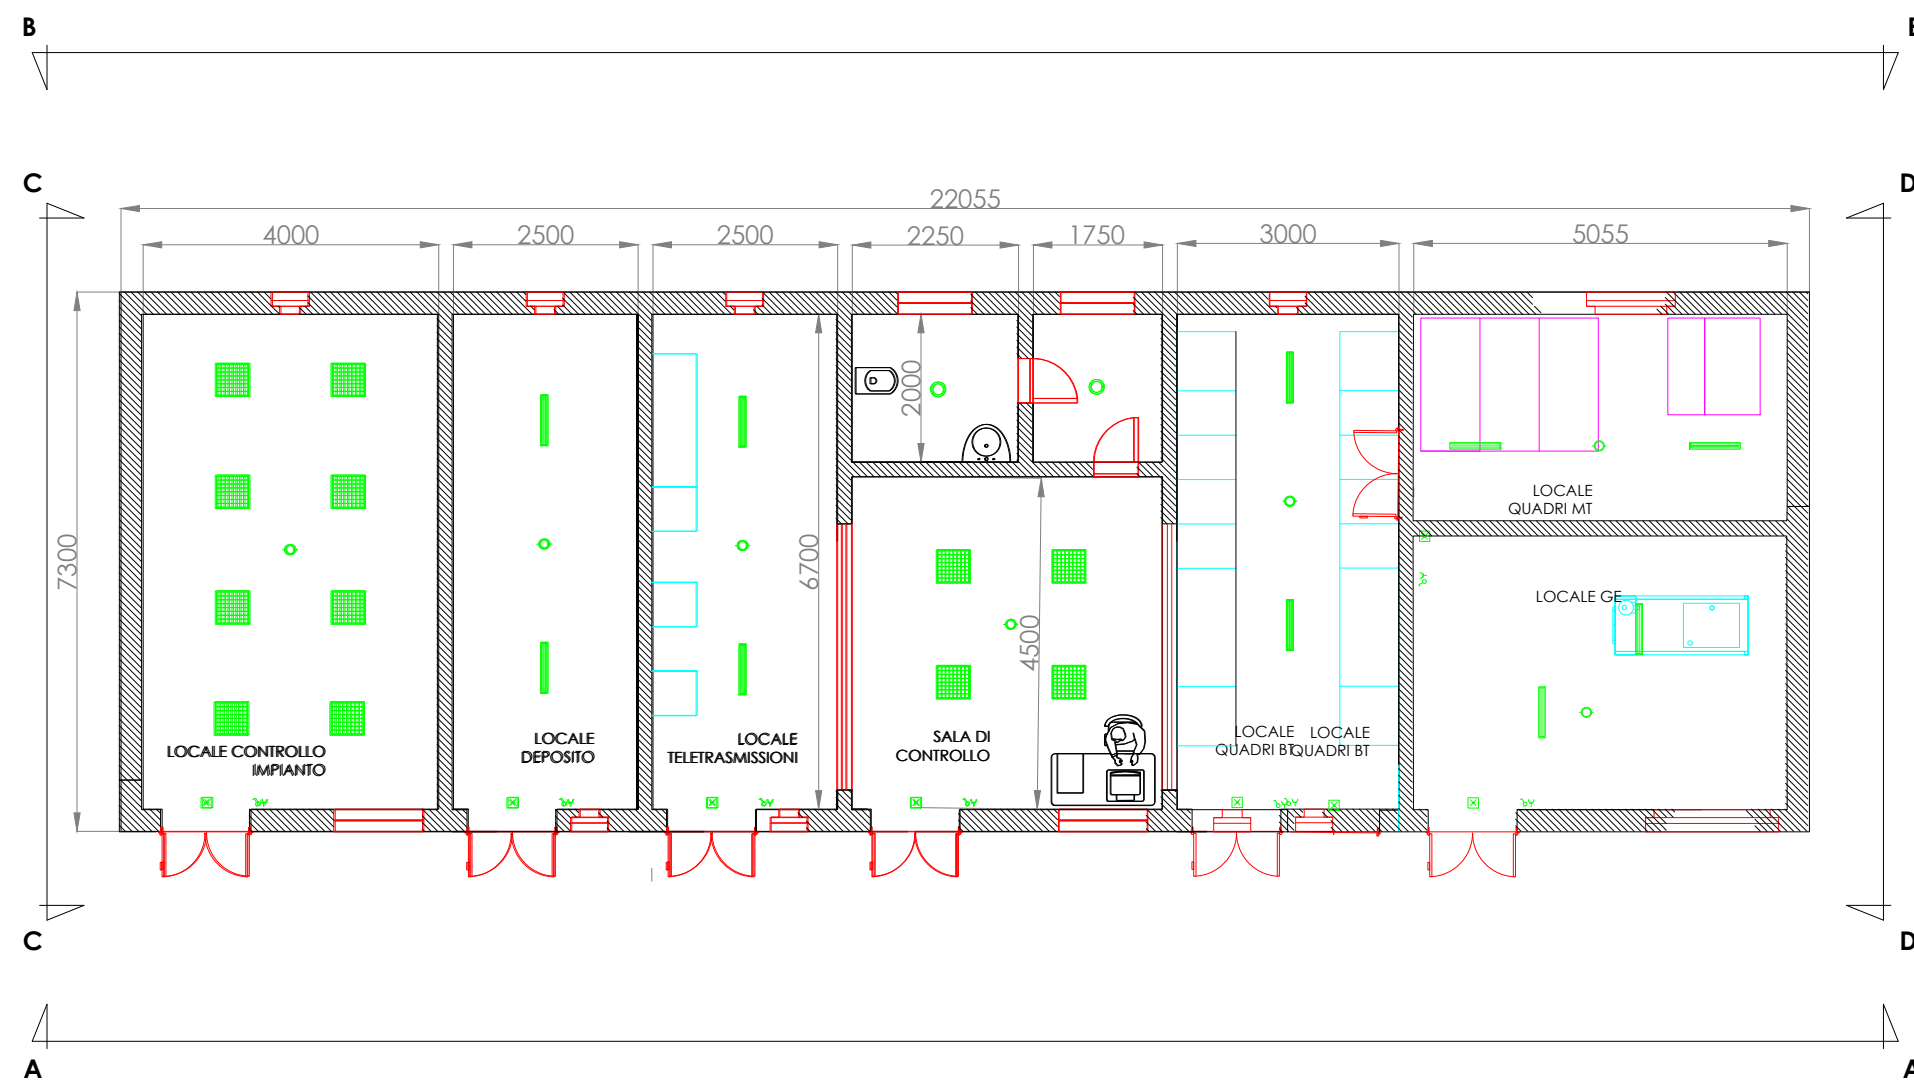 B
C
D
22055
4000
2500
2500
2250
1750
3000
5055
2000
7300
6700
4500
LOCALE
QUADRI MT
LOCALE GE
LOCALE CONTROLLO
IMPIANTO
LOCALE
DEPOSITO
LOCALE
TELETRASMISSIONI
SALA DI
CONTROLLO
LOCALE
QUADRI BT
LOCALE
QUADRI BT
C
D
A